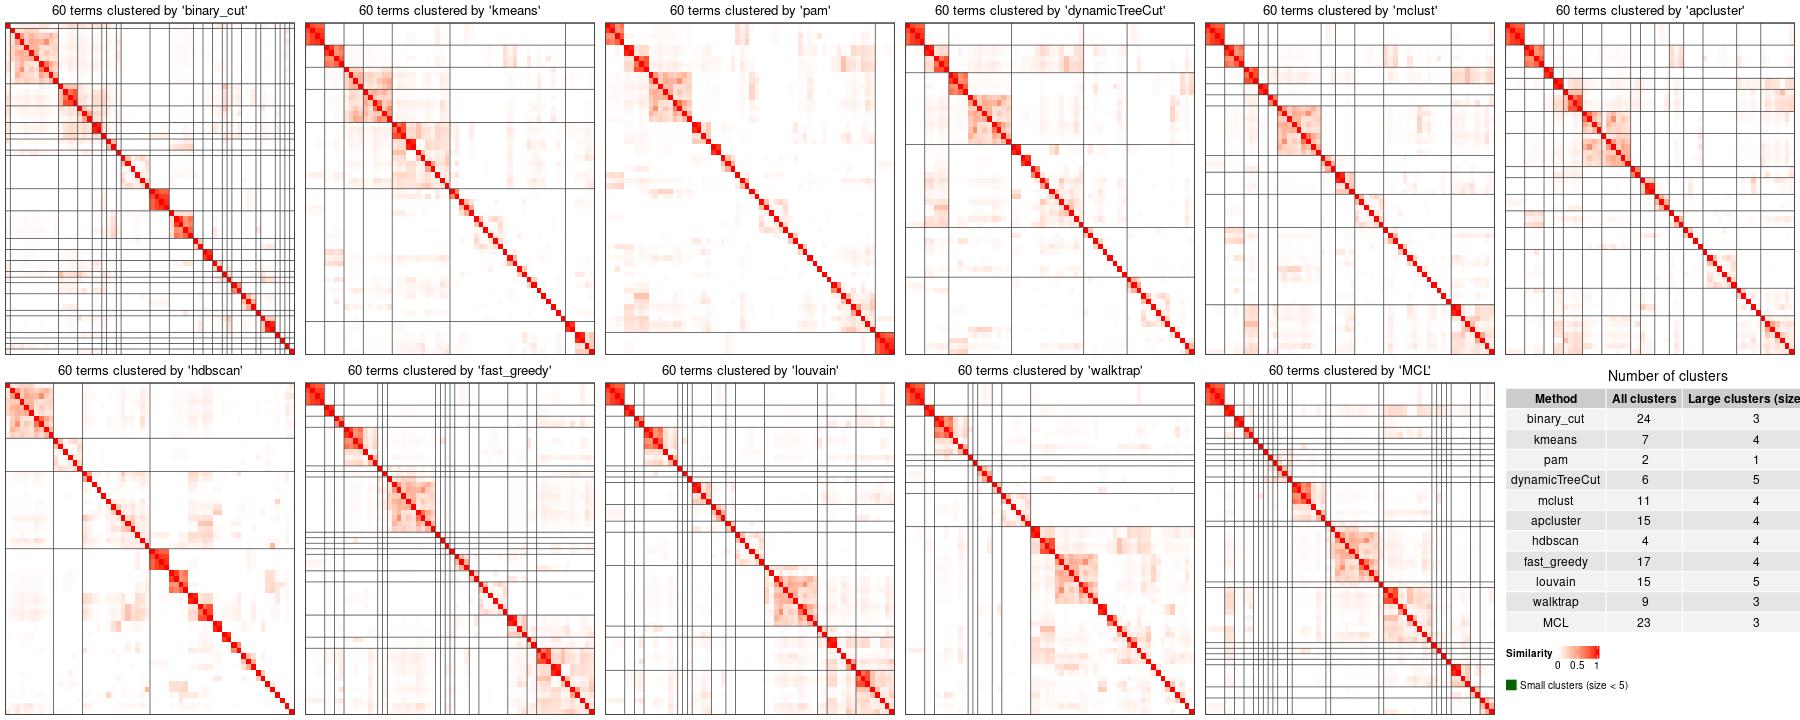 60 terms clustered by 'binary_cut'
60 terms clustered by 'kmeans'
60 terms clustered by 'pam'
60 terms clustered by 'dynamicTreeCut'
60 terms clustered by 'mclust'
60 terms clustered by 'apcluster'
60 terms clustered by 'hdbscan'
60 terms clustered by 'fast_greedy'
60 terms clustered by 'louvain'
60 terms clustered by 'walktrap'
60 terms clustered by 'MCL'
Number of clusters
Method All clusters Large clusters (size
binary_cut 24 3
kmeans 7 4
pam 2 1
dynamicTreeCut 6 5
mclust 11 4
apcluster 15 4
hdbscan 4 4
fast_greedy 17 4
louvain 15 5
walktrap 9 3
MCL 23 3
Similarity
0 0.5 1
Small clusters (size < 5)